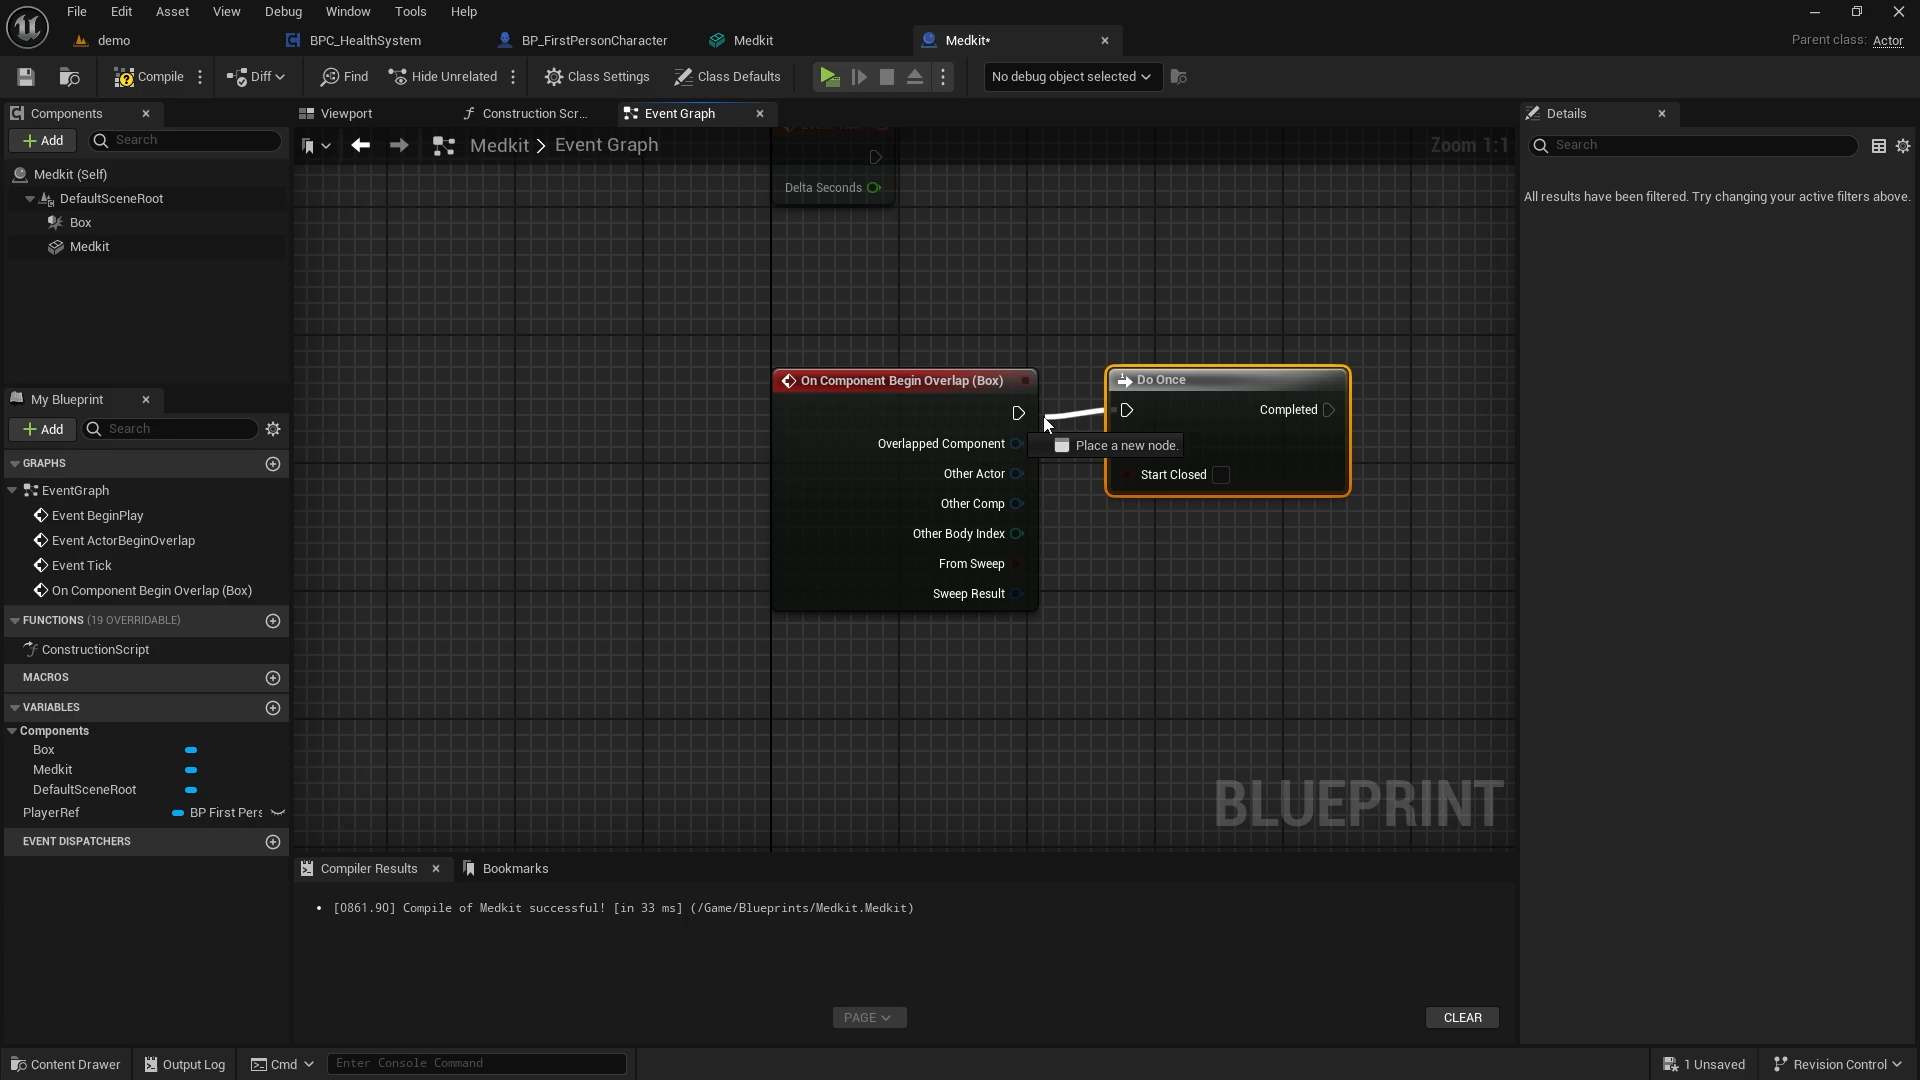 File Edit Asset View Debug Window Tools Help
demo BPC_HealthSystem BP_FirstPersonCharacter Medkit Medkit*
Parent class: Actor
Compile Diff Find Hide Unrelated Class Settings Class Defaults No debug object selected
Components
Add Search
Medkit (Self)
DefaultSceneRoot
Box
Medkit
My Blueprint
Add Search
GRAPHS
EventGraph
Event BeginPlay
Event ActorBeginOverlap
Event Tick
On Component Begin Overlap (Box)
FUNCTIONS (19 OVERRIDABLE)
ConstructionScript
MACROS
VARIABLES
Components
Box
Medkit
DefaultSceneRoot
PlayerRef BP First Pers
EVENT DISPATCHERS
Viewport Construction Scr... Event Graph
Medkit > Event Graph
Zoom 1:1
Delta Seconds
On Component Begin Overlap (Box)
Overlapped Component
Other Actor
Other Comp
Other Body Index
From Sweep
Sweep Result
Place a new node.
Do Once
Completed
Start Closed
BLUEPRINT
Compiler Results Bookmarks
• [0861.90] Compile of Medkit successful! [in 33 ms] (/Game/Blueprints/Medkit.Medkit)
PAGE
CLEAR
Details
Search
All results have been filtered. Try changing your active filters above.
Content Drawer Output Log Cmd Enter Console Command
1 Unsaved Revision Control